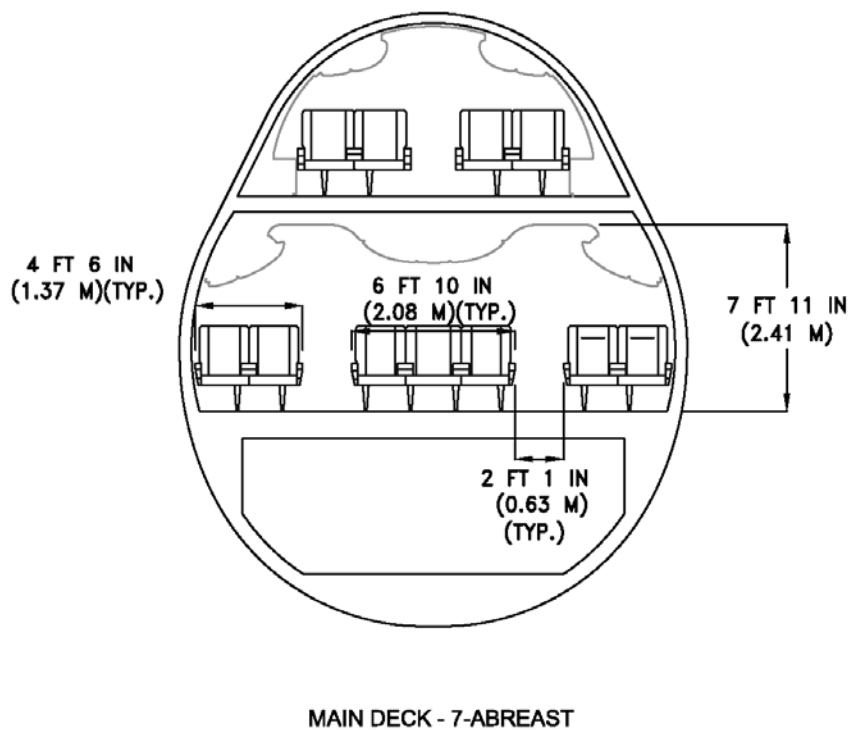 4 FT 6 IN
(1.37 M)(TYP.)
6 FT 10 IN
(2.08 M)(TYP.)
7 FT 11 IN
(2.41 M)
2 FT 1 IN
(0.63 M)
(TYP.)
MAIN DECK - 7-ABREAST